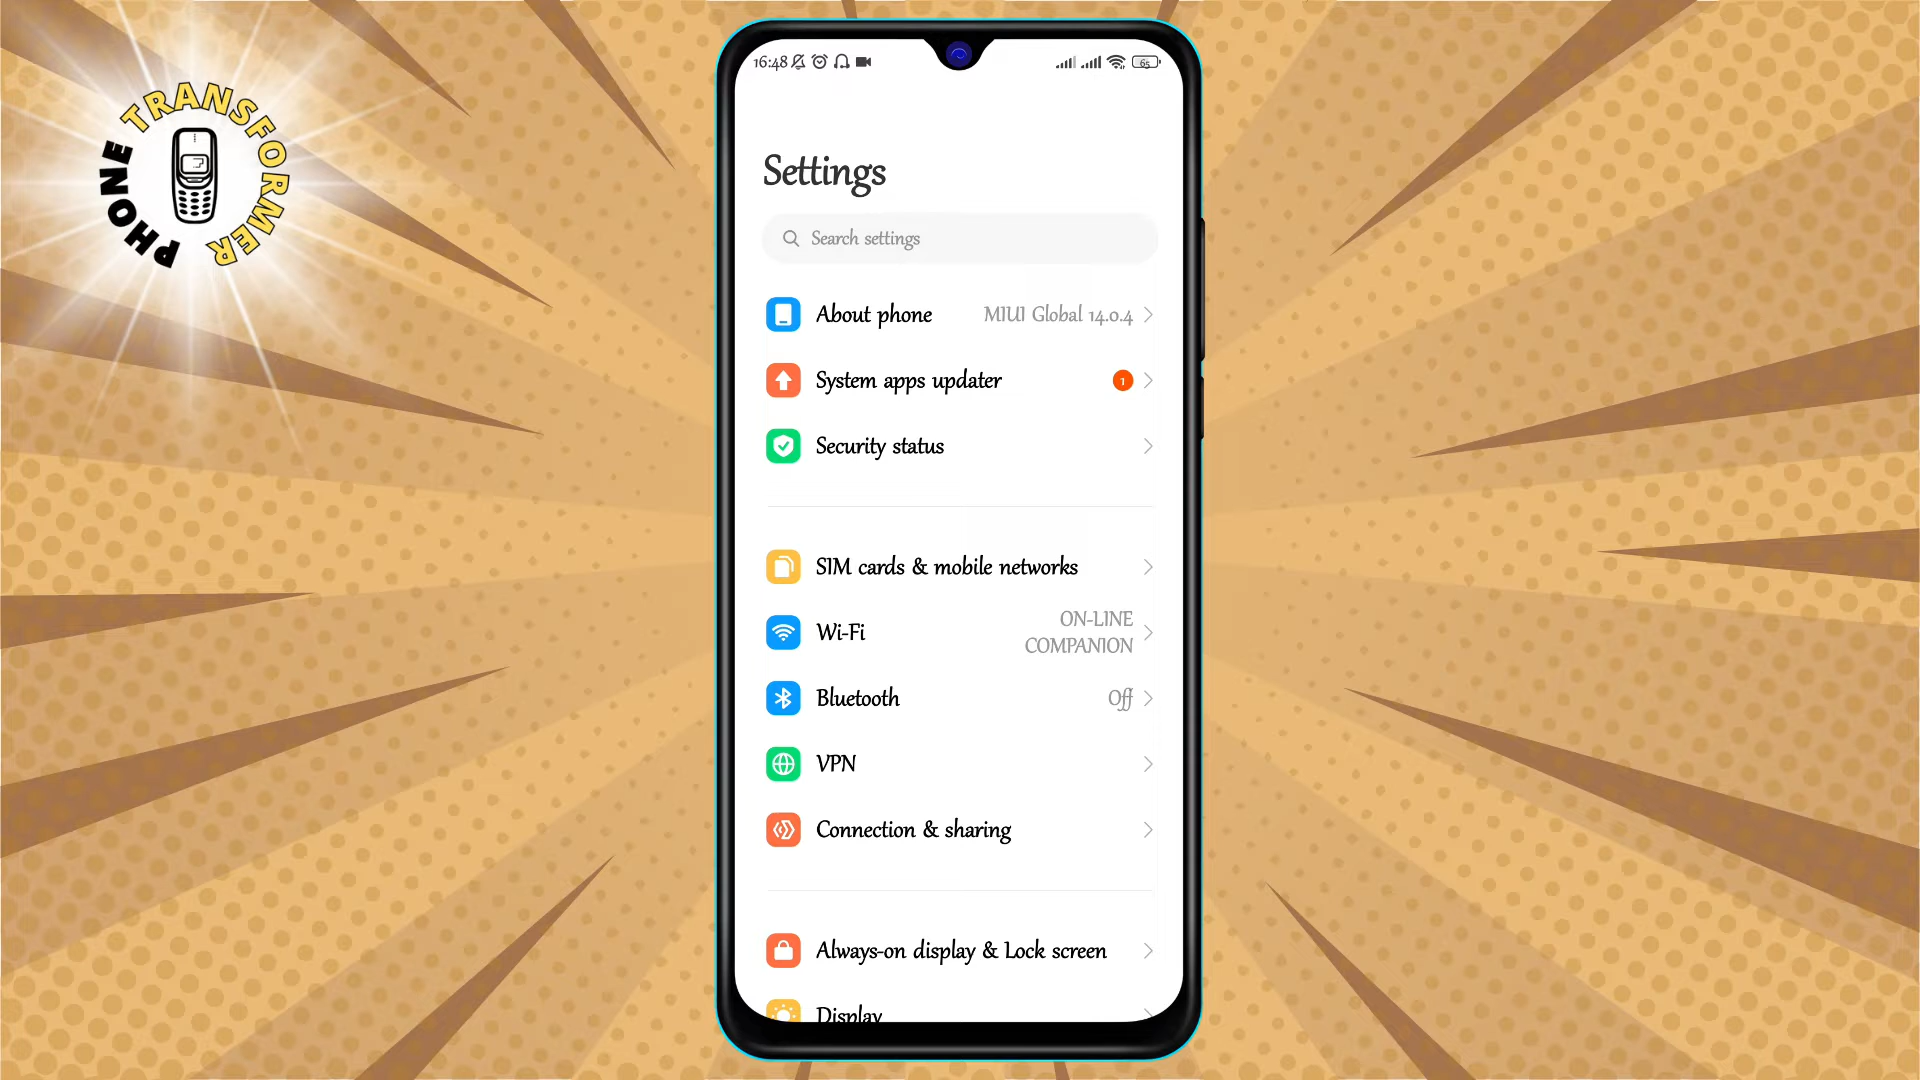 PHONE TRANSFORMER
16:48
65
Settings
Search settings
About phone
MIUI Global 14.0.4
System apps updater
1
Security status
SIM cards & mobile networks
Wi-Fi
ON-LINE
COMPANION
Bluetooth
Off
VPN
Connection & sharing
Always-on display & Lock screen
Display